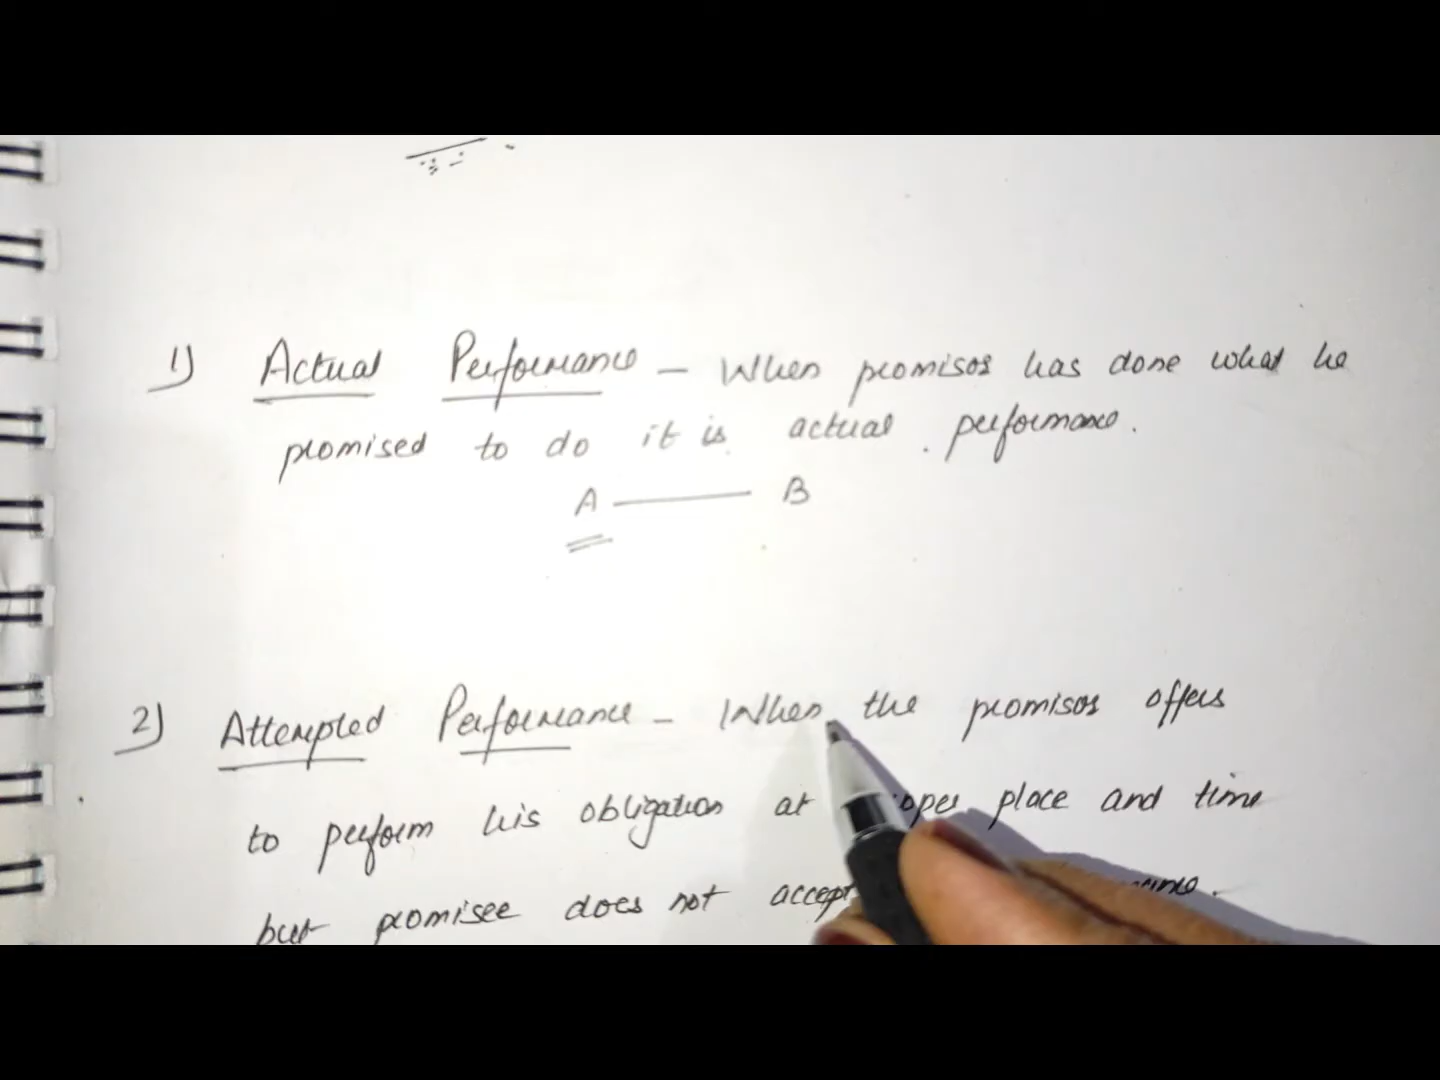 1) Actual Performance - When promisor has done what he
promised to do it is actual performance.
A — B
2) Attempted Performance - When the promisor offers
to perform his obligation at place and time
but promisee does not accept